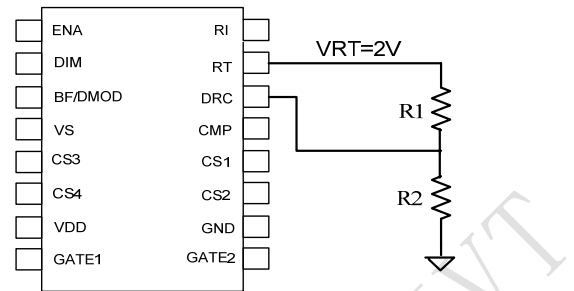 ENA
DIM
BF/DMOD
VS
CS3
CS4
VDD
GATE1
RI
RT
DRC
CMP
CS1
CS2
GND
GATE2
VRT=2V
R1
R2